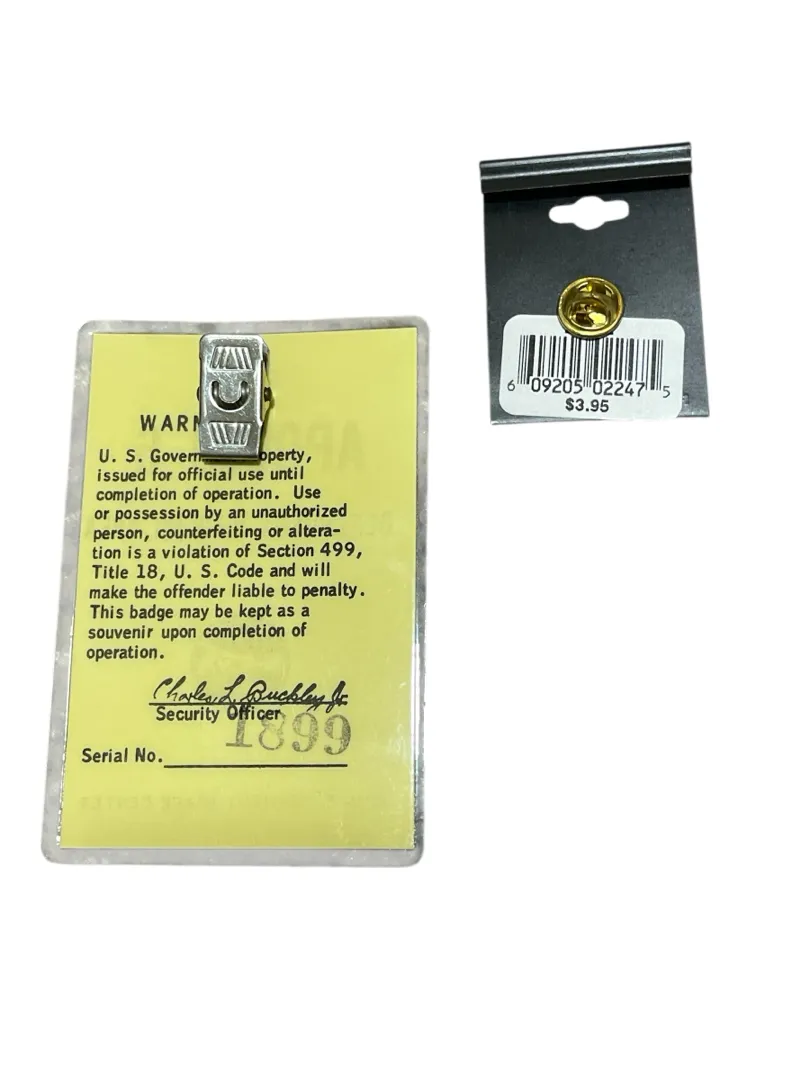 WARN
U. S. Govern operty,
issued for official use until
completion of operation. Use
or possession by an unauthorized
person, counterfeiting or altera-
tion is a violation of Section 499,
Title 18, U. S. Code and will
make the offender liable to penalty.
This badge may be kept as a
souvenir upon completion of
operation.
Charles L. Buckley Jr.
Security Officer
1899
Serial No.
6 09205 02247 5
$3.95